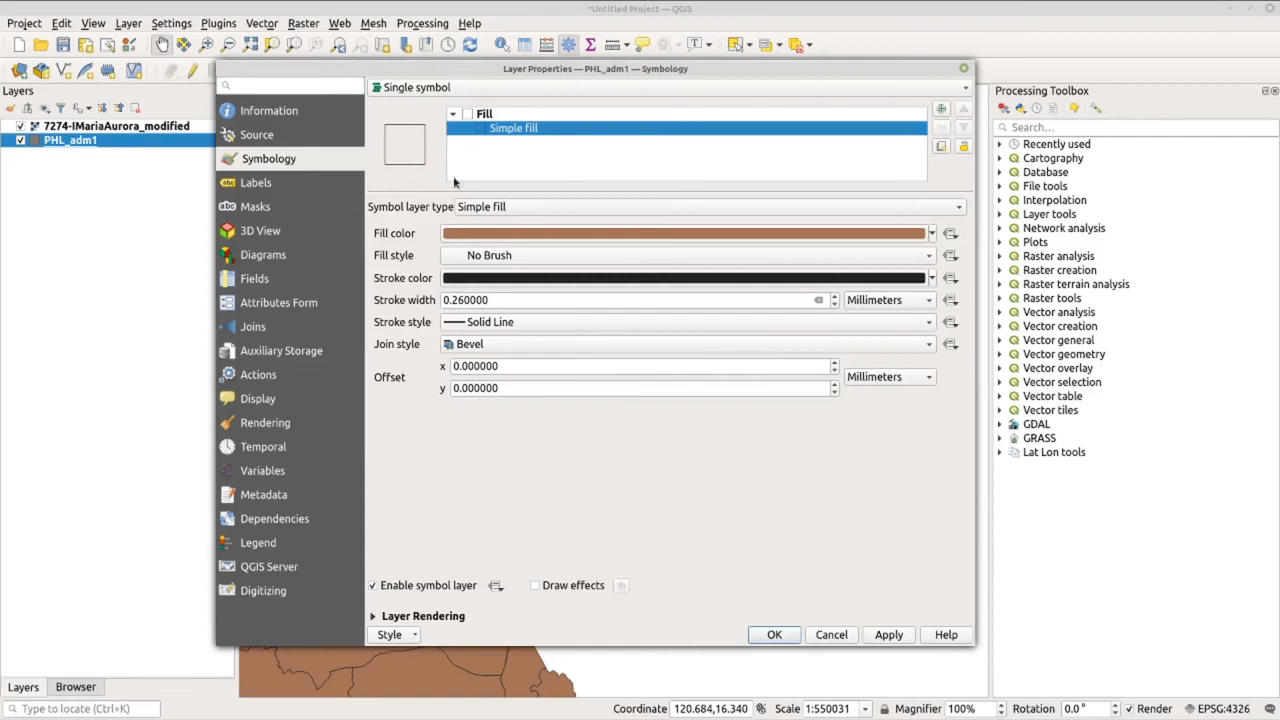 *Untitled Project — QGIS
Project Edit View Layer Settings Plugins Vector Raster Web Mesh Processing Help
Layer Properties — PHL_adm1 — Symbology
Layers
7274-IMariaAurora_modified
PHL_adm1
Information
Source
Symbology
Labels
Masks
3D View
Diagrams
Fields
Attributes Form
Joins
Auxiliary Storage
Actions
Display
Rendering
Temporal
Variables
Metadata
Dependencies
Legend
QGIS Server
Digitizing
Single symbol
Fill
Simple fill
Symbol layer type Simple fill
Fill color
Fill style No Brush
Stroke color
Stroke width 0.260000 Millimeters
Stroke style Solid Line
Join style Bevel
Offset x 0.000000 Millimeters
y 0.000000
Enable symbol layer Draw effects
Layer Rendering
Style OK Cancel Apply Help
Processing Toolbox
Search...
Recently used
Cartography
Database
File tools
Interpolation
Layer tools
Network analysis
Plots
Raster analysis
Raster creation
Raster terrain analysis
Raster tools
Vector analysis
Vector creation
Vector general
Vector geometry
Vector overlay
Vector selection
Vector table
Vector tiles
GDAL
GRASS
Lat Lon tools
Layers Browser
Type to locate (Ctrl+K) Coordinate 120.684,16.340 Scale 1:550031 Magnifier 100% Rotation 0.0° Render EPSG:4326